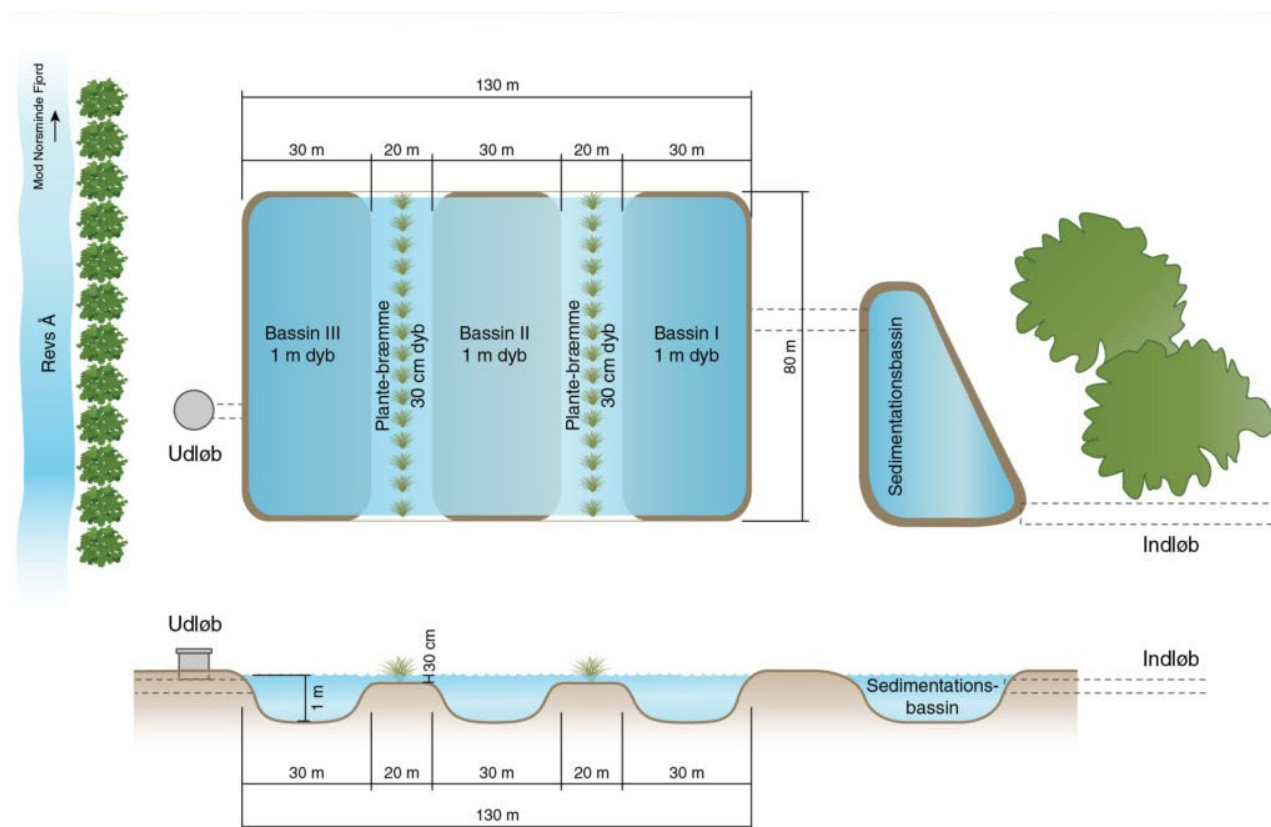 Mod Norsminde Fjord
Revs Å
130 m
30 m
20 m
30 m
20 m
30 m
Bassin III
1 m dyb
Plante-bræmme
30 cm dyb
Bassin II
1 m dyb
Plante-bræmme
30 cm dyb
Bassin I
1 m dyb
80 m
Sedimentationsbassin
Udløb
Indløb
Udløb
1 m
30 cm
Sedimentations-
bassin
Indløb
30 m
20 m
30 m
20 m
30 m
130 m